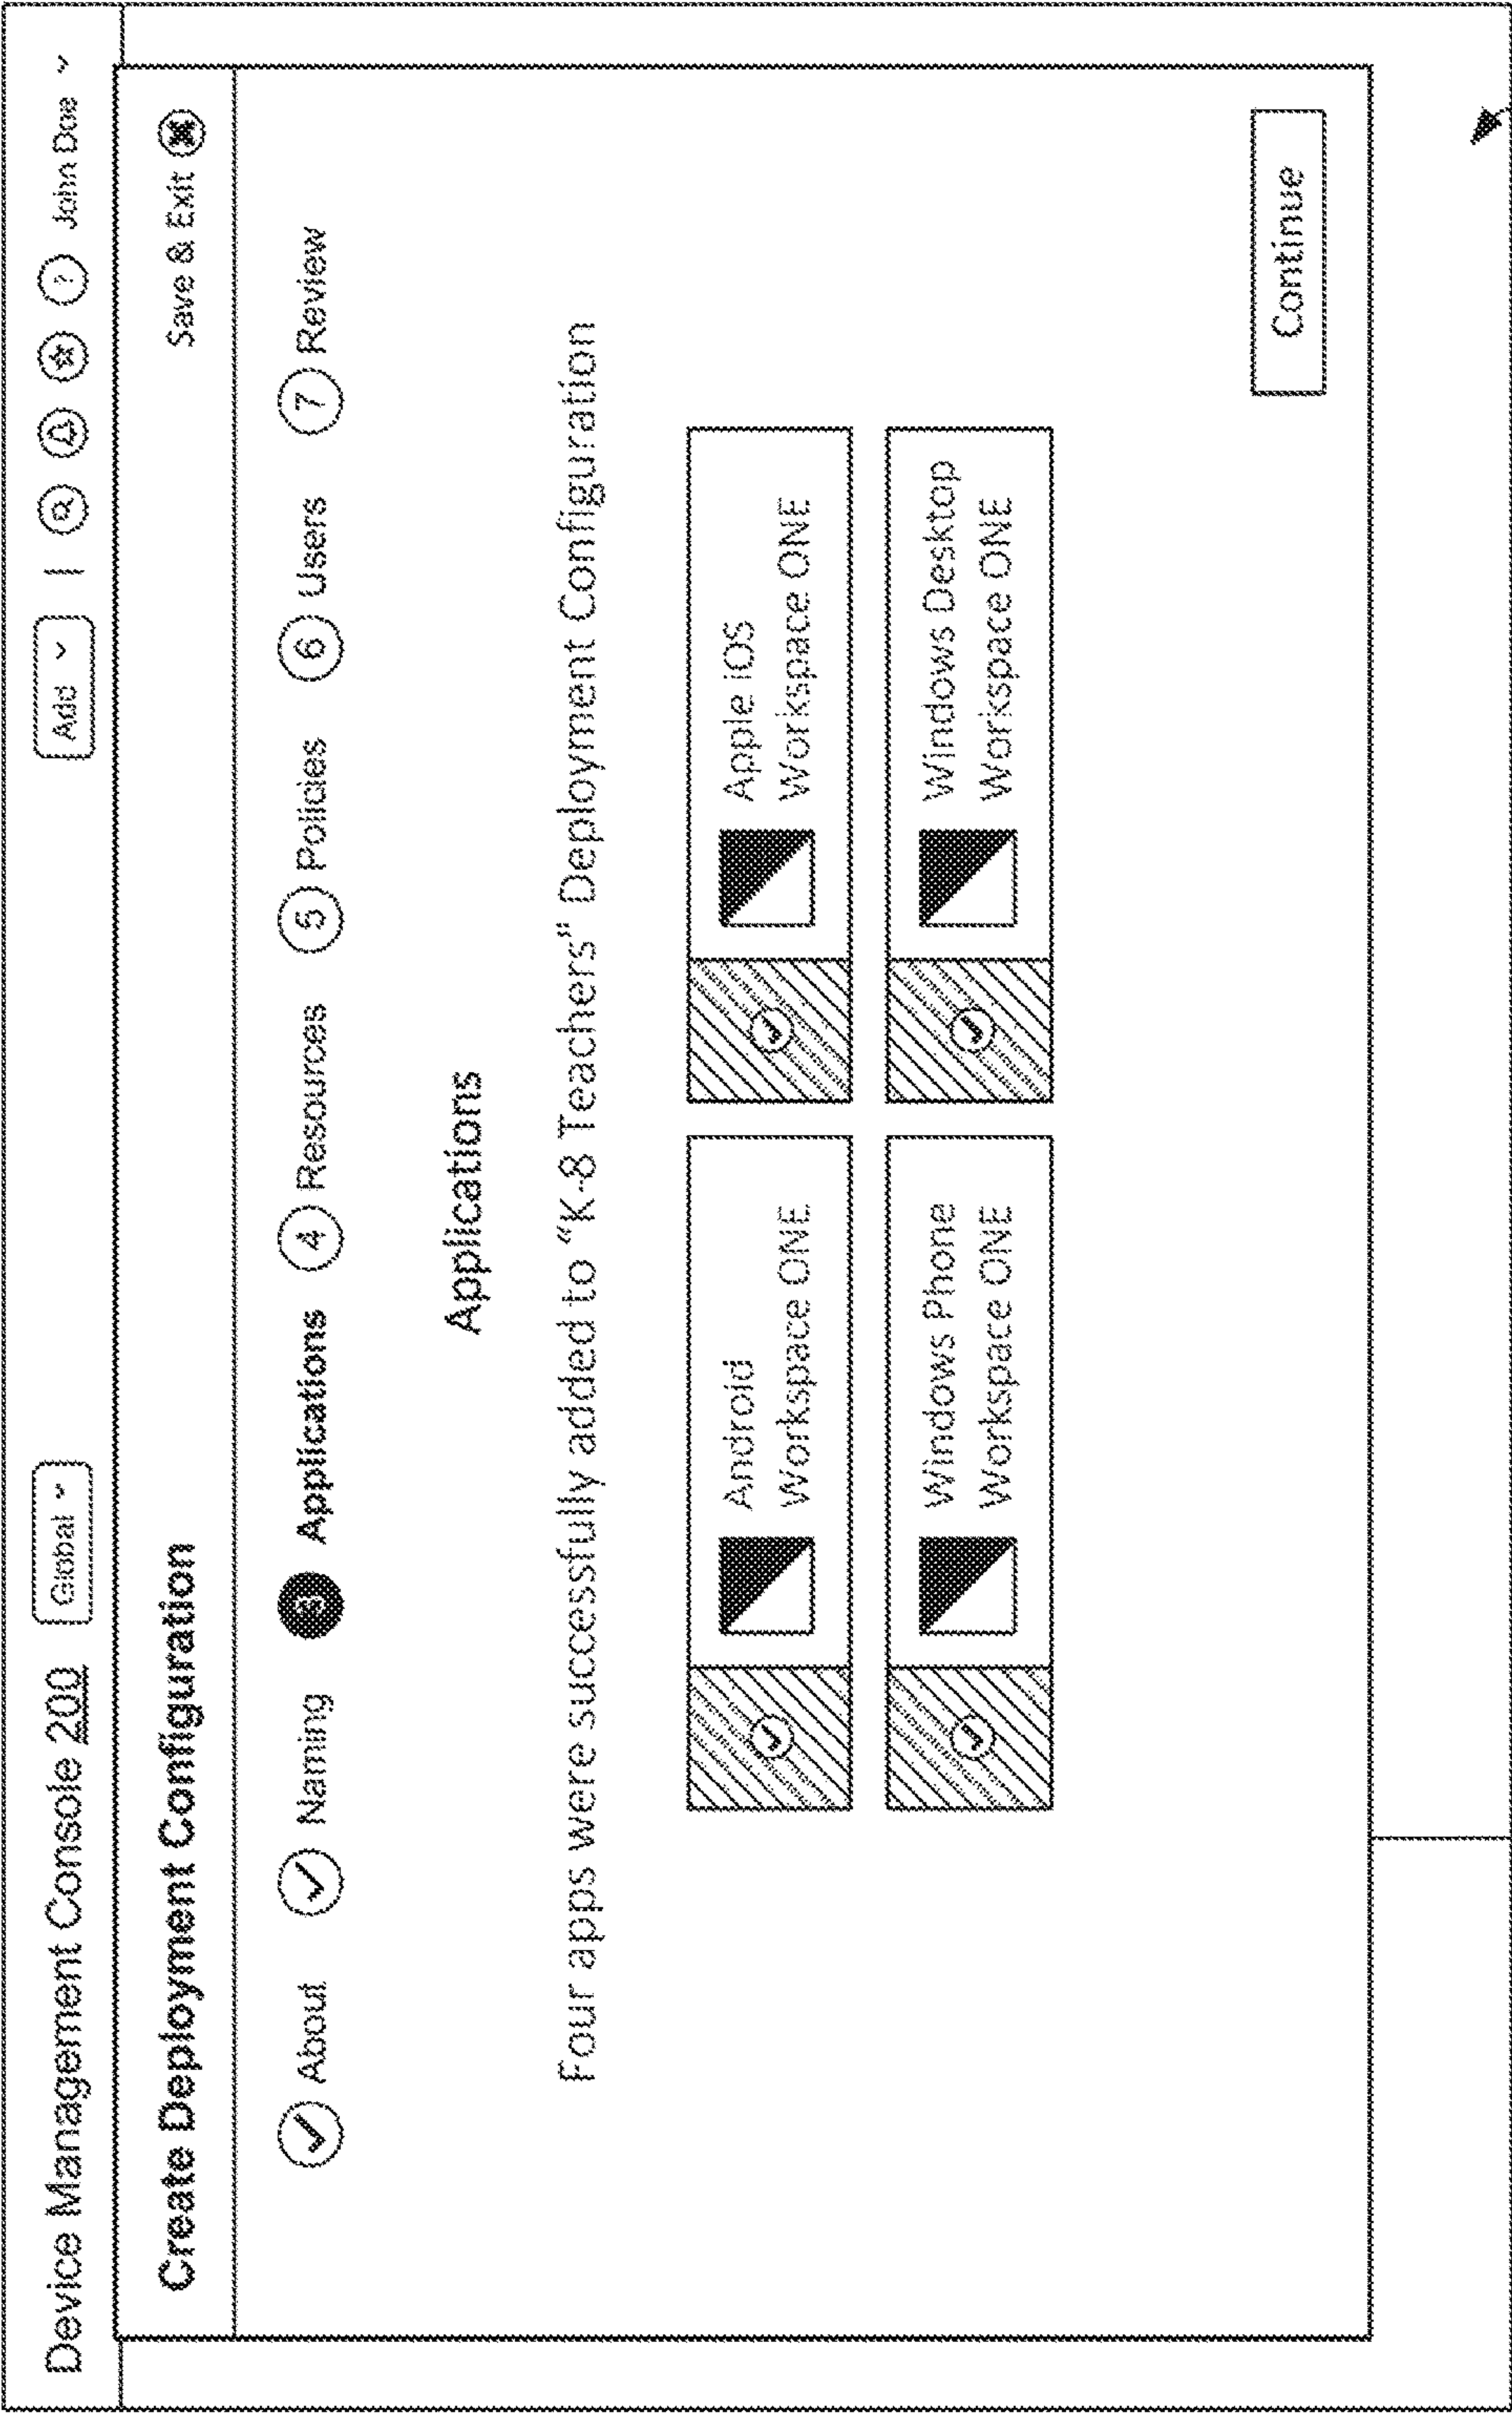 Device Management Console 200 Global Add | ? John Doe
Create Deployment Configuration Save & Exit
About Naming 3 Applications 4 Resources 5 Policies 6 Users 7 Review
Applications
Four apps were successfully added to “K-8 Teachers” Deployment Configuration
Android
Workspace ONE
Apple iOS
Workspace ONE
Windows Phone
Workspace ONE
Windows Desktop
Workspace ONE
Continue